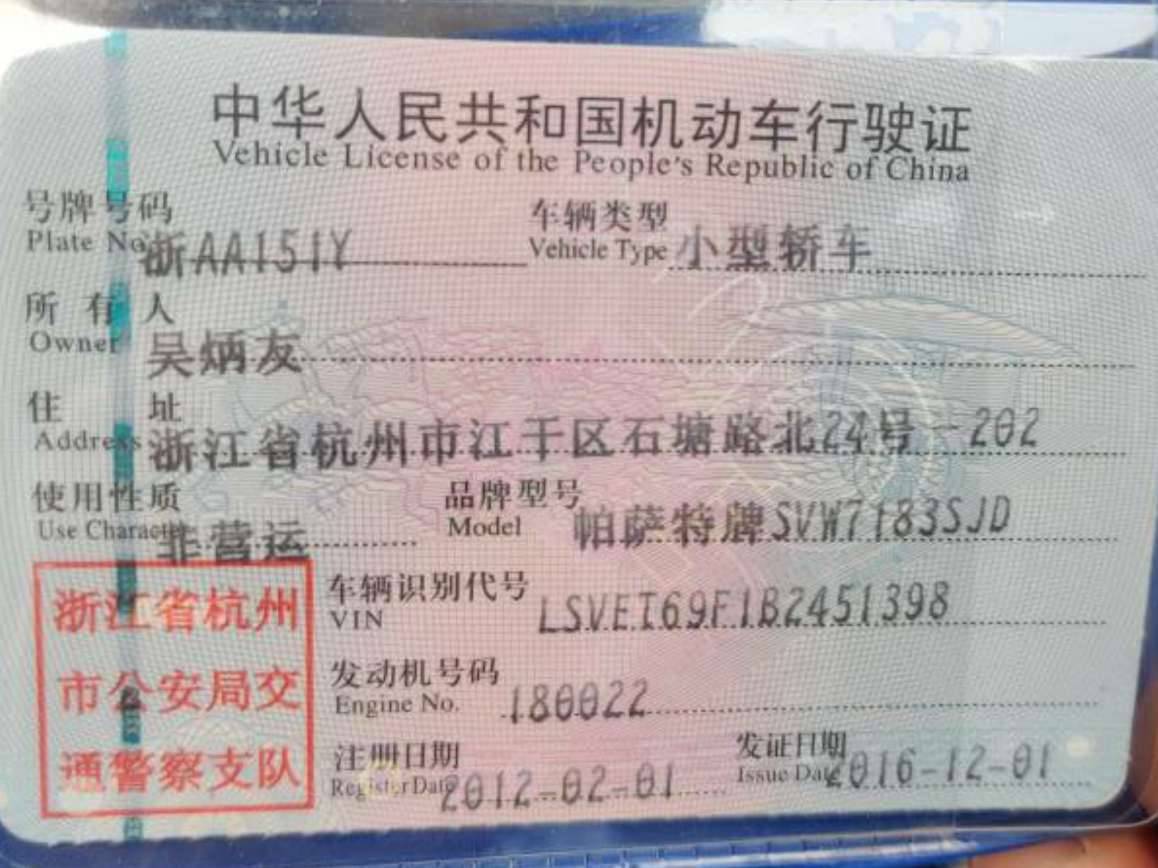 中华人民共和国机动车行驶证
Vehicle License of the People's Republic of China
号牌号码 浙AA151Y 车辆类型 小型轿车
Plate No. Vehicle Type
所有人 吴炳友
Owner
住址 浙江省杭州市江干区石塘路北24号-202
Address
使用性质 非营运 品牌型号 帕萨特牌SVW7183SJD
Use Character Model
浙江省杭州
市公安局交
通警察支队
车辆识别代号 LSVET69F1B2451398
VIN
发动机号码 180022
Engine No.
注册日期 2012-02-01 发证日期 2016-12-01
Register Date Issue Date